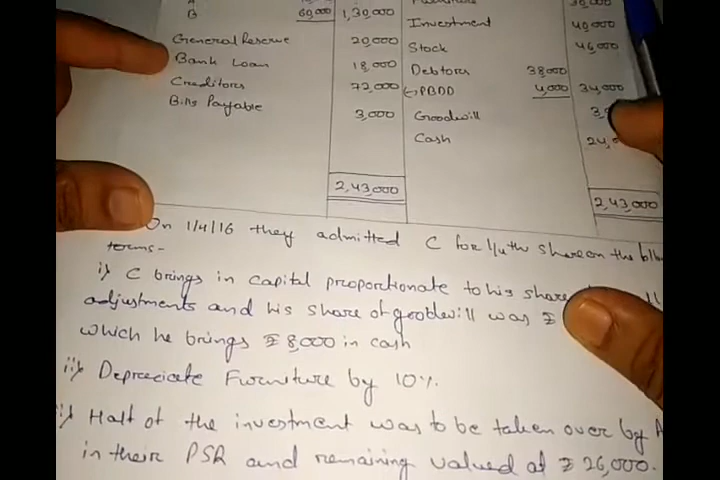 B 60,000 1,30,000
Investment 40,000
General Reserve 20,000 Stock 46,000
Bank Loan 18,000 Debtors 38,000
Creditors 72,000 (-) PBDD 4,000 34,000
Bills Payable 3,000 Goodwill
Cash
2,43,000 2,43,000
On 1/4/16 they admitted C for 1/4th share on the
terms-
i) C brings in capital proportionate to his share
adjustments and his share of goodwill was ₹
which he brings ₹8,000 in cash
ii) Depreciate Furniture by 10%.
Half of the investment was to be taken over by
in their PSR and remaining valued at ₹ 26,000.